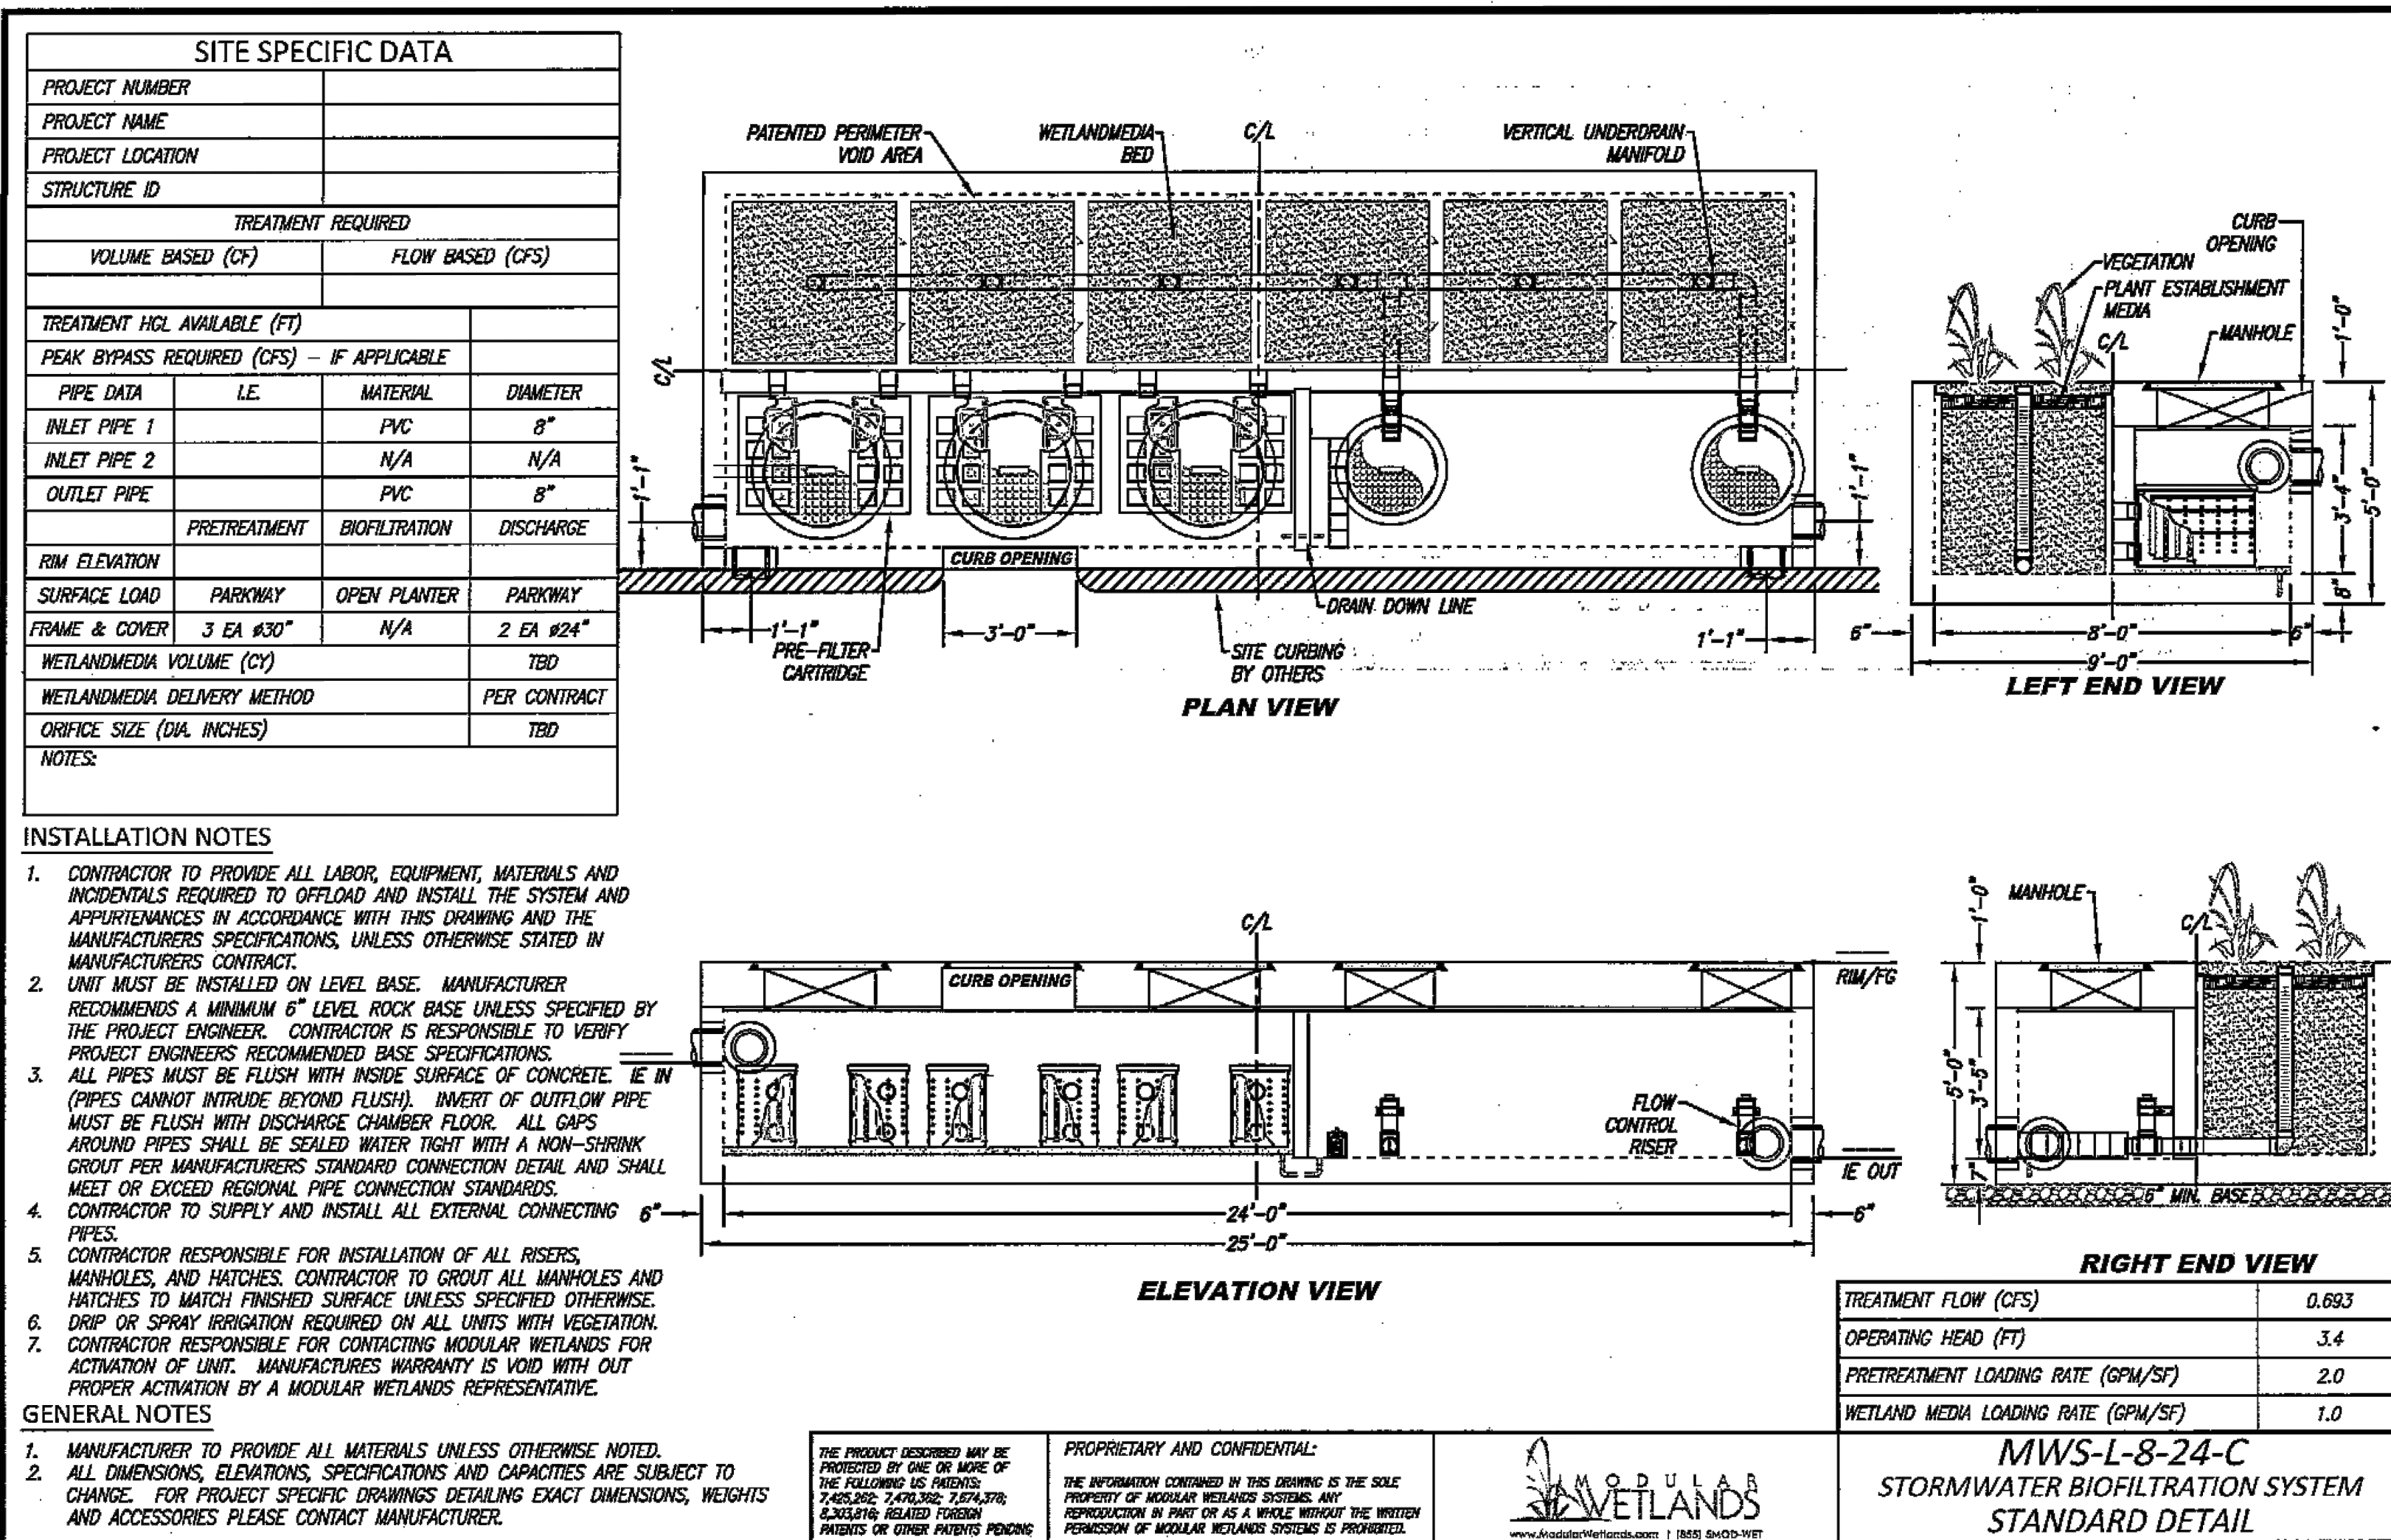 SITE SPECIFIC DATA
PROJECT NUMBER
PROJECT NAME
PROJECT LOCATION
STRUCTURE ID
TREATMENT REQUIRED
VOLUME BASED (CF) FLOW BASED (CFS)
TREATMENT HGL AVAILABLE (FT)
PEAK BYPASS REQUIRED (CFS) – IF APPLICABLE
PIPE DATA I.E. MATERIAL DIAMETER
INLET PIPE 1 PVC 8"
INLET PIPE 2 N/A N/A
OUTLET PIPE PVC 8"
PRETREATMENT BIOFILTRATION DISCHARGE
RIM ELEVATION
SURFACE LOAD PARKWAY OPEN PLANTER PARKWAY
FRAME & COVER 3 EA ø30" N/A 2 EA ø24"
WETLANDMEDIA VOLUME (CY) TBD
WETLANDMEDIA DELIVERY METHOD PER CONTRACT
ORIFICE SIZE (DIA. INCHES) TBD
NOTES:
INSTALLATION NOTES
1. CONTRACTOR TO PROVIDE ALL LABOR, EQUIPMENT, MATERIALS AND
INCIDENTALS REQUIRED TO OFFLOAD AND INSTALL THE SYSTEM AND
APPURTENANCES IN ACCORDANCE WITH THIS DRAWING AND THE
MANUFACTURERS SPECIFICATIONS, UNLESS OTHERWISE STATED IN
MANUFACTURERS CONTRACT.
2. UNIT MUST BE INSTALLED ON LEVEL BASE. MANUFACTURER
RECOMMENDS A MINIMUM 6" LEVEL ROCK BASE UNLESS SPECIFIED BY
THE PROJECT ENGINEER. CONTRACTOR IS RESPONSIBLE TO VERIFY
PROJECT ENGINEERS RECOMMENDED BASE SPECIFICATIONS.
3. ALL PIPES MUST BE FLUSH WITH INSIDE SURFACE OF CONCRETE.
(PIPES CANNOT INTRUDE BEYOND FLUSH). INVERT OF OUTFLOW PIPE
MUST BE FLUSH WITH DISCHARGE CHAMBER FLOOR. ALL GAPS
AROUND PIPES SHALL BE SEALED WATER TIGHT WITH A NON-SHRINK
GROUT PER MANUFACTURERS STANDARD CONNECTION DETAIL AND SHALL
MEET OR EXCEED REGIONAL PIPE CONNECTION STANDARDS.
4. CONTRACTOR TO SUPPLY AND INSTALL ALL EXTERNAL CONNECTING
PIPES.
5. CONTRACTOR RESPONSIBLE FOR INSTALLATION OF ALL RISERS,
MANHOLES, AND HATCHES. CONTRACTOR TO GROUT ALL MANHOLES AND
HATCHES TO MATCH FINISHED SURFACE UNLESS SPECIFIED OTHERWISE.
6. DRIP OR SPRAY IRRIGATION REQUIRED ON ALL UNITS WITH VEGETATION.
7. CONTRACTOR RESPONSIBLE FOR CONTACTING MODULAR WETLANDS FOR
ACTIVATION OF UNIT. MANUFACTURES WARRANTY IS VOID WITH OUT
PROPER ACTIVATION BY A MODULAR WETLANDS REPRESENTATIVE.
GENERAL NOTES
1. MANUFACTURER TO PROVIDE ALL MATERIALS UNLESS OTHERWISE NOTED.
2. ALL DIMENSIONS, ELEVATIONS, SPECIFICATIONS AND CAPACITIES ARE SUBJECT TO
CHANGE. FOR PROJECT SPECIFIC DRAWINGS DETAILING EXACT DIMENSIONS, WEIGHTS
AND ACCESSORIES PLEASE CONTACT MANUFACTURER.
PATENTED PERIMETER
VOID AREA
WETLANDMEDIA
BED
C/L
VERTICAL UNDERDRAIN
MANIFOLD
C/L
1'-1"
1'-1"
CURB OPENING
1'-1"
PRE-FILTER
CARTRIDGE
3'-0"
DRAIN DOWN LINE
SITE CURBING
BY OTHERS
1'-1"
PLAN VIEW
CURB
OPENING
VEGETATION
PLANT ESTABLISHMENT
MEDIA
C/L
MANHOLE
1'-0"
3'-4"
5'-0"
8"
6"
8'-0"
6"
9'-0"
LEFT END VIEW
C/L
CURB OPENING
RIM/FG
IE IN
FLOW
CONTROL
RISER
IE OUT
6"
24'-0"
6"
25'-0"
ELEVATION VIEW
MANHOLE
C/L
1'-0"
5'-0"
3'-5"
7"
6" MIN. BASE
RIGHT END VIEW
TREATMENT FLOW (CFS) 0.693
OPERATING HEAD (FT) 3.4
PRETREATMENT LOADING RATE (GPM/SF) 2.0
WETLAND MEDIA LOADING RATE (GPM/SF) 1.0
THE PRODUCT DESCRIBED MAY BE
PROTECTED BY ONE OR MORE OF
THE FOLLOWING US PATENTS:
7,425,262; 7,470,362; 7,674,378;
8,303,816; RELATED FOREIGN
PATENTS OR OTHER PATENTS PENDING
PROPRIETARY AND CONFIDENTIAL:
THE INFORMATION CONTAINED IN THIS DRAWING IS THE SOLE
PROPERTY OF MODULAR WETLANDS SYSTEMS. ANY
REPRODUCTION IN PART OR AS A WHOLE WITHOUT THE WRITTEN
PERMISSION OF MODULAR WETLANDS SYSTEMS IS PROHIBITED.
MODULAR
WETLANDS
www.ModularWetlands.com | (855) 5MOD-WET
MWS-L-8-24-C
STORMWATER BIOFILTRATION SYSTEM
STANDARD DETAIL